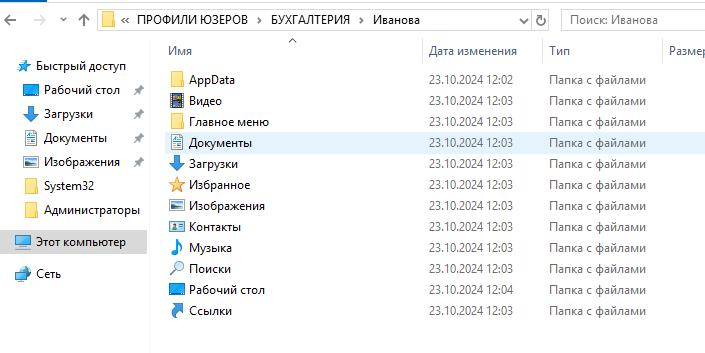 « ПРОФИЛИ ЮЗЕРОВ > БУХГАЛТЕРИЯ > Иванова
Поиск: Иванова
Имя Дата изменения Тип Размер
Быстрый доступ
Рабочий стол
Загрузки
Документы
Изображения
System32
Администраторы
Этот компьютер
Сеть
AppData 23.10.2024 12:02 Папка с файлами
Видео 23.10.2024 12:03 Папка с файлами
Главное меню 23.10.2024 12:03 Папка с файлами
Документы 23.10.2024 12:03 Папка с файлами
Загрузки 23.10.2024 12:03 Папка с файлами
Избранное 23.10.2024 12:03 Папка с файлами
Изображения 23.10.2024 12:03 Папка с файлами
Контакты 23.10.2024 12:03 Папка с файлами
Музыка 23.10.2024 12:03 Папка с файлами
Поиски 23.10.2024 12:03 Папка с файлами
Рабочий стол 23.10.2024 12:04 Папка с файлами
Ссылки 23.10.2024 12:03 Папка с файлами